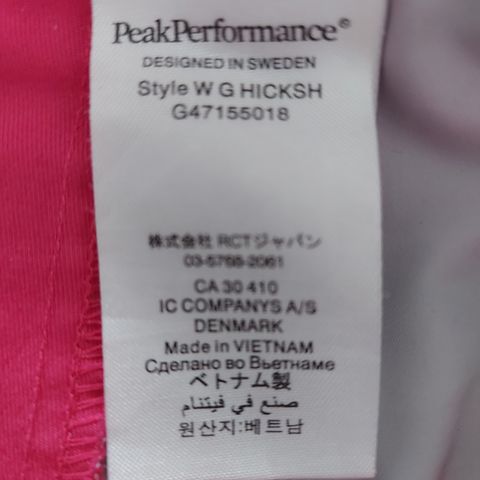 PeakPerformance®
DESIGNED IN SWEDEN
Style W G HICKSH
G47155018
株式会社 RCTジャパン
03-5768-2061
CA 30 410
IC COMPANYS A/S
DENMARK
Made in VIETNAM
Сделано во Вьетнаме
ベトナム製
صنع في فيتنام
원산지:베트남